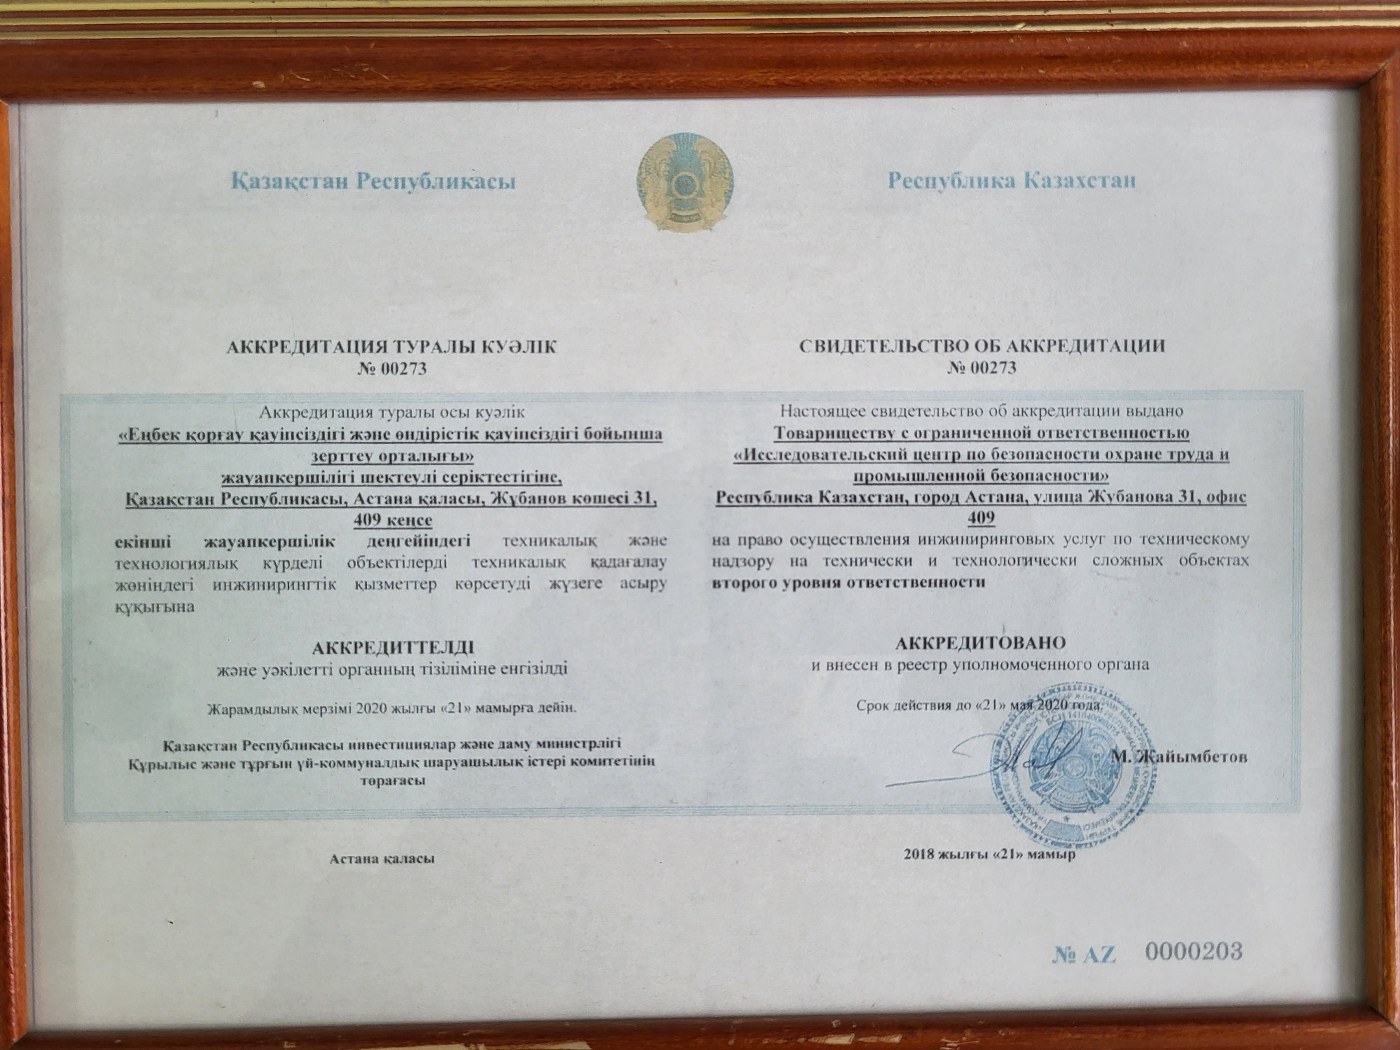 Қазақстан Республикасы
Республика Казахстан
АККРЕДИТАЦИЯ ТУРАЛЫ КУӘЛІК
№ 00273
Аккредитация туралы осы куәлік
«Еңбек қорғау қауіпсіздігі және өндірістік қауіпсіздігі бойынша
зерттеу орталығы»
жауапкершілігі шектеулі серіктестігіне,
Қазақстан Республикасы, Астана қаласы, Жұбанов көшесі 31,
409 кеңсе
екінші жауапкершілік деңгейіндегі техникалық және
технологиялық күрделі объектілерді техникалық қадағалау
жөніндегі инжинирингтік қызметтер көрсетуді жүзеге асыру
құқығына
АККРЕДИТТЕЛДІ
және уәкілетті органның тізіліміне енгізілді
Жарамдылық мерзімі 2020 жылғы «21» мамырға дейін.
Қазақстан Республикасы инвестициялар және даму министрлігі
Құрылыс және тұрғын үй-коммуналдық шаруашылық істері комитетінің
төрағасы
Астана қаласы
СВИДЕТЕЛЬСТВО ОБ АККРЕДИТАЦИИ
№ 00273
Настоящее свидетельство об аккредитации выдано
Товариществу с ограниченной ответственностью
«Исследовательский центр по безопасности охране труда и
промышленной безопасности»
Республика Казахстан, город Астана, улица Жубанова 31, офис
409
на право осуществления инжиниринговых услуг по техническому
надзору на технически и технологически сложных объектах
второго уровня ответственности
АККРЕДИТОВАНО
и внесен в реестр уполномоченного органа
Срок действия до «21» мая 2020 года.
М. Жайымбетов
2018 жылғы «21» мамыр
№ AZ 0000203